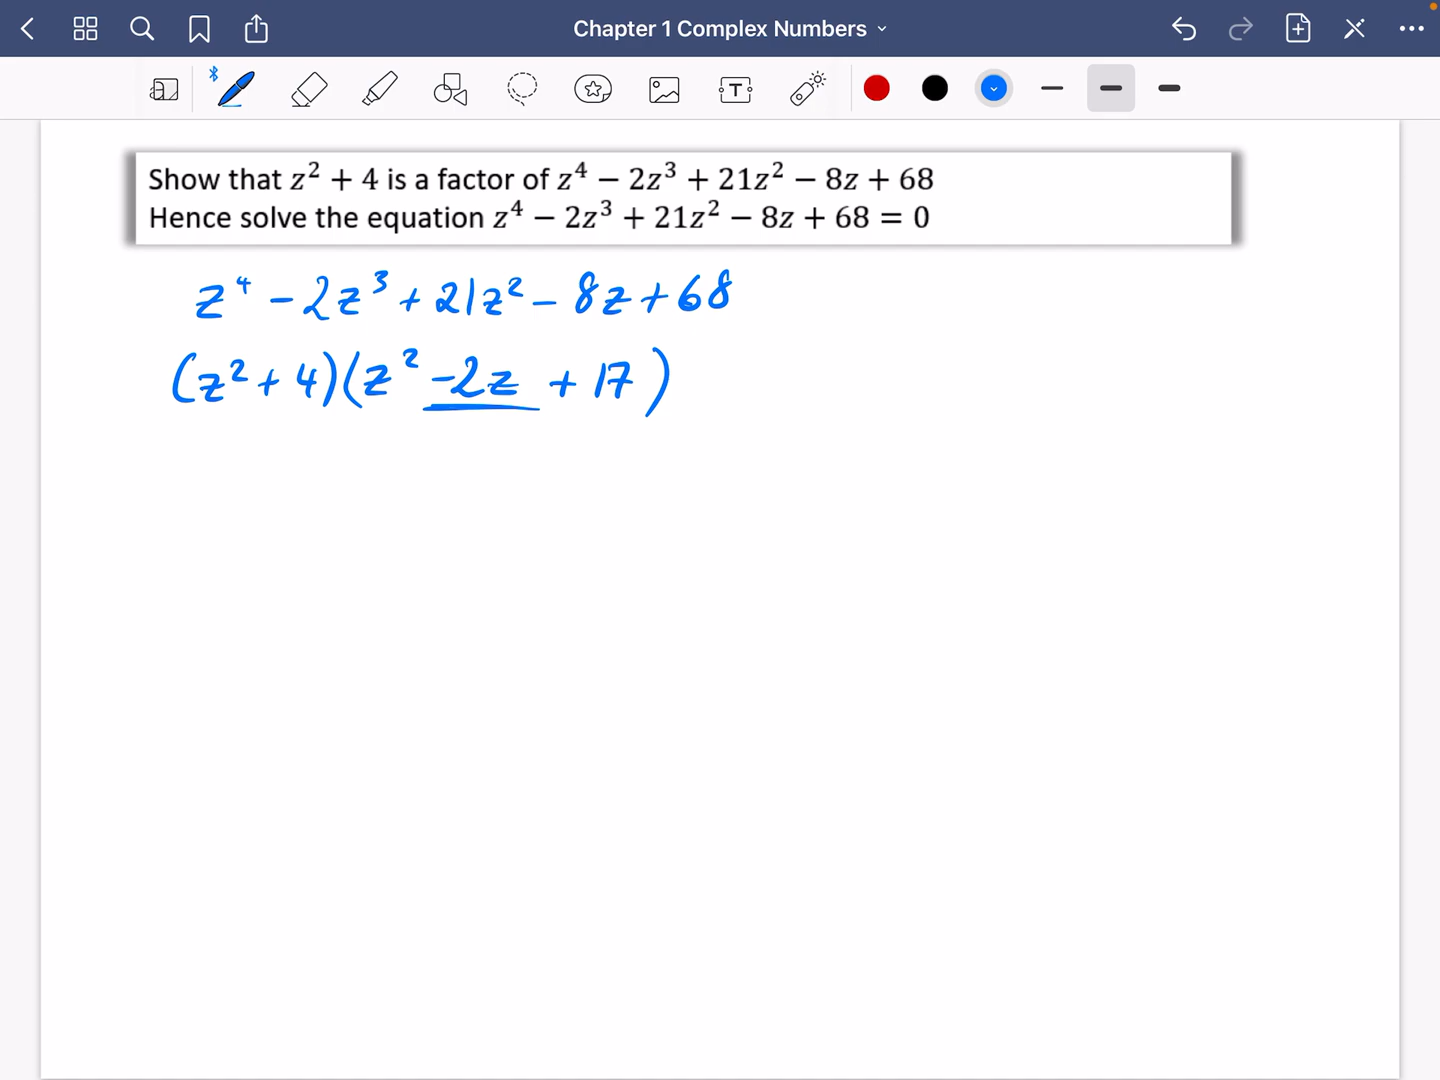 Chapter 1 Complex Numbers
Show that z² + 4 is a factor of z⁴ − 2z³ + 21z² − 8z + 68
Hence solve the equation z⁴ − 2z³ + 21z² − 8z + 68 = 0
z⁴ − 2z³ + 21z² − 8z + 68
(z² + 4)(z² −2z + 17)